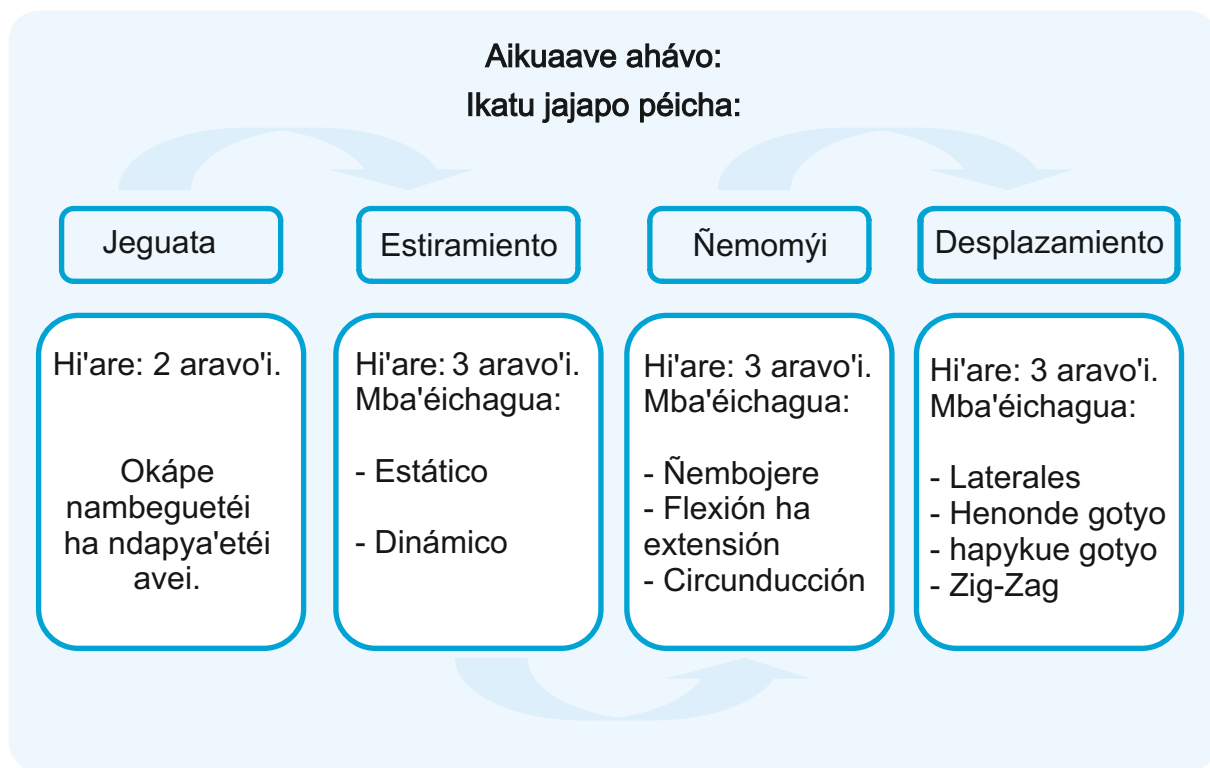 Aikuaave ahávo:
Ikatu jajapo péicha:
Jeguata
Estiramiento
Ñemomýi
Desplazamiento
Hi'are: 2 aravo'i.
Okápe
nambeguetéi
ha ndapya'etéi
avei.
Hi'are: 3 aravo'i.
Mba'éichagua:
- Estático
- Dinámico
Hi'are: 3 aravo'i.
Mba'éichagua:
- Ñembojere
- Flexión ha
extensión
- Circunducción
Hi'are: 3 aravo'i.
Mba'éichagua:
- Laterales
- Henonde gotyo
- hapykue gotyo
- Zig-Zag